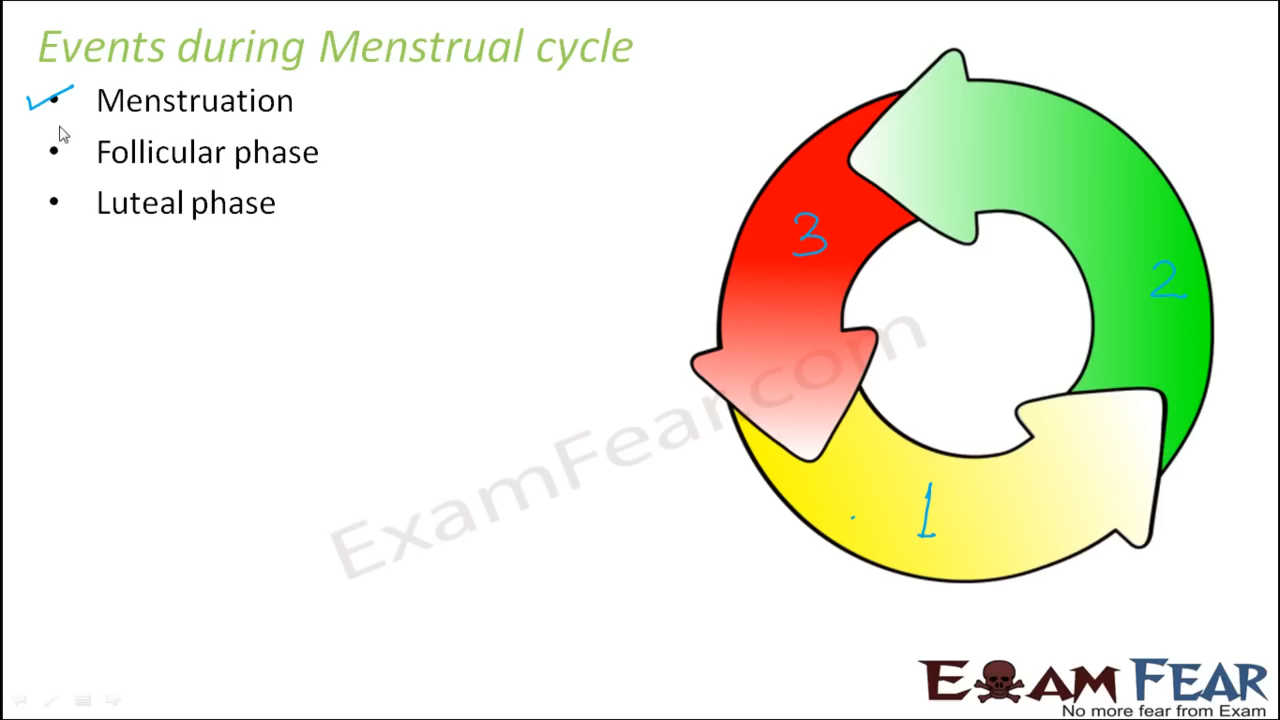 Events during Menstrual cycle
• Menstruation
• Follicular phase
• Luteal phase
3
2
1
ExamFear.com
EXAM FEAR
No more fear from Exam